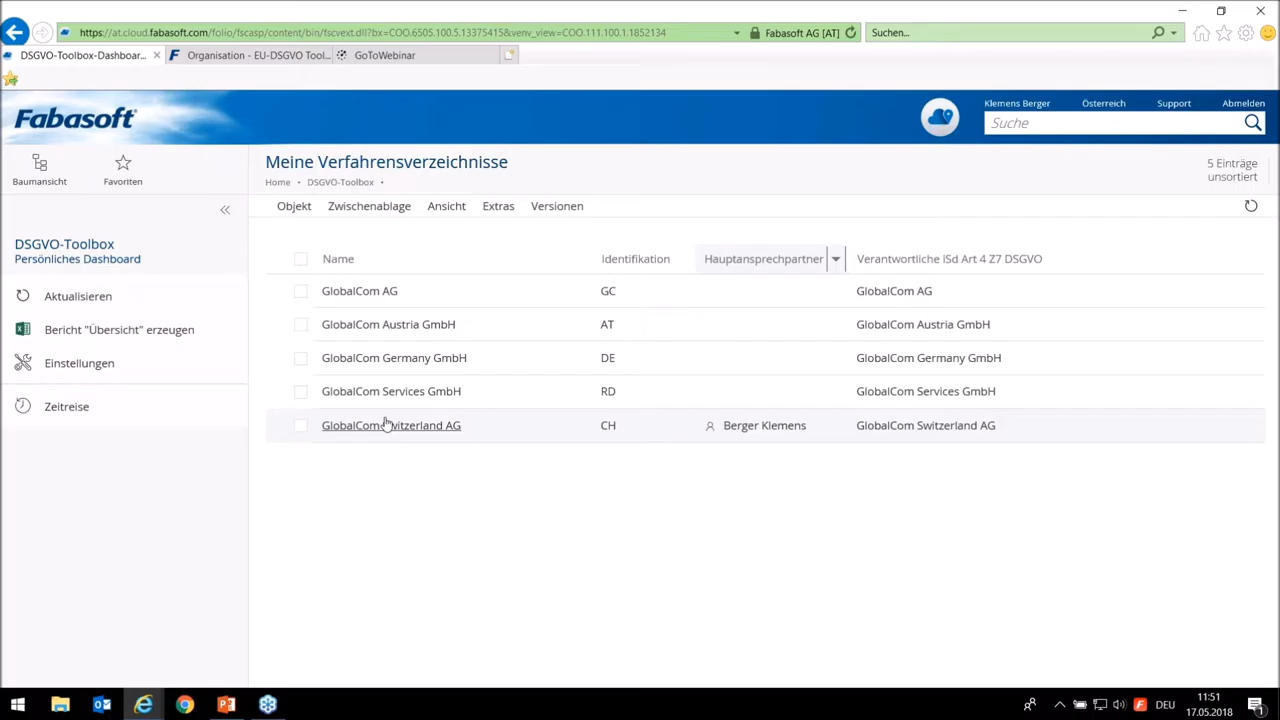 https://at.cloud.fabasoft.com/folio/fscasp/content/bin/fscvext.dll?bx=COO.6505.100.5.13375415&venv_view=COO.111.100.1.1852134
Fabasoft AG [AT]
Suchen...
DSGVO-Toolbox-Dashboar...
Organisation - EU-DSGVO Tool...
GoToWebinar
Fabasoft
Klemens Berger
Österreich
Support
Abmelden
Suche
Baumansicht
Favoriten
Meine Verfahrensverzeichnisse
Home • DSGVO-Toolbox •
5 Einträge
unsortiert
Objekt
Zwischenablage
Ansicht
Extras
Versionen
DSGVO-Toolbox
Persönliches Dashboard
Aktualisieren
Bericht "Übersicht" erzeugen
Einstellungen
Zeitreise
Name Identifikation Hauptansprechpartner Verantwortliche iSd Art 4 Z7 DSGVO
GlobalCom AG GC GlobalCom AG
GlobalCom Austria GmbH AT GlobalCom Austria GmbH
GlobalCom Germany GmbH DE GlobalCom Germany GmbH
GlobalCom Services GmbH RD GlobalCom Services GmbH
GlobalCom Switzerland AG CH Berger Klemens GlobalCom Switzerland AG
DEU
11:51
17.05.2018
1